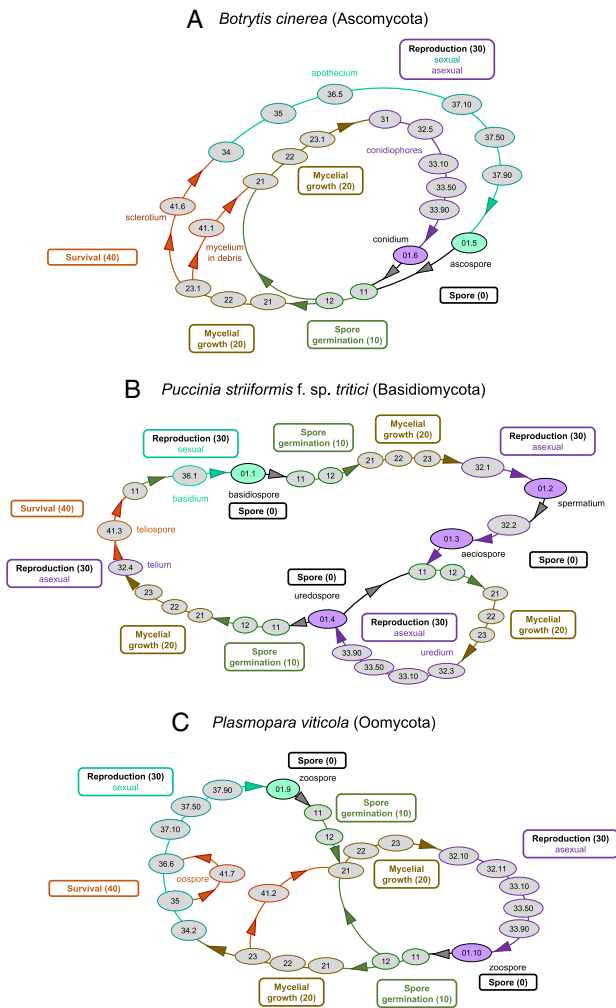 A Botrytis cinerea (Ascomycota)
Reproduction (30)
sexual
asexual
apothecium
36.5
35
34
37.10
37.50
37.90
31
32.5
23.1
22
21
conidiophores
33.10
33.50
33.90
Mycelial
growth (20)
41.6
sclerotium
41.1
mycelium
in debris
conidium
01.6
01.5
ascospore
Survival (40)
Spore (0)
23.1
22
21
12
11
Mycelial
growth (20)
Spore
germination (10)
B Puccinia striiformis f. sp. tritici (Basidiomycota)
Reproduction (30)
sexual
Spore
germination (10)
Mycelial
growth (20)
Reproduction (30)
asexual
11
36.1
01.1
11
12
21
22
23
32.1
01.2
basidium
basidiospore
Spore (0)
spermatium
Survival (40)
41.3
teliospore
32.2
01.3
aeciospore
Spore (0)
Reproduction (30)
asexual
32.4
telium
Spore (0)
uredospore
11
12
21
22
23
23
22
21
12
11
01.4
Mycelial
growth (20)
Spore
germination (10)
Reproduction (30)
asexual
uredium
Mycelial
growth (20)
33.90
33.50
33.10
32.3
C Plasmopara viticola (Oomycota)
Spore (0)
zoospore
Reproduction (30)
sexual
37.90
01.9
37.50
37.10
36.6
35
34.2
11
12
Spore
germination (10)
oospore
41.7
Survival (40)
41.2
21
22
23
Mycelial
growth (20)
Reproduction (30)
asexual
32.10
32.11
33.10
33.50
33.90
23
22
21
12
11
01.10
zoospore
Spore (0)
Mycelial
growth (20)
Spore
germination (10)